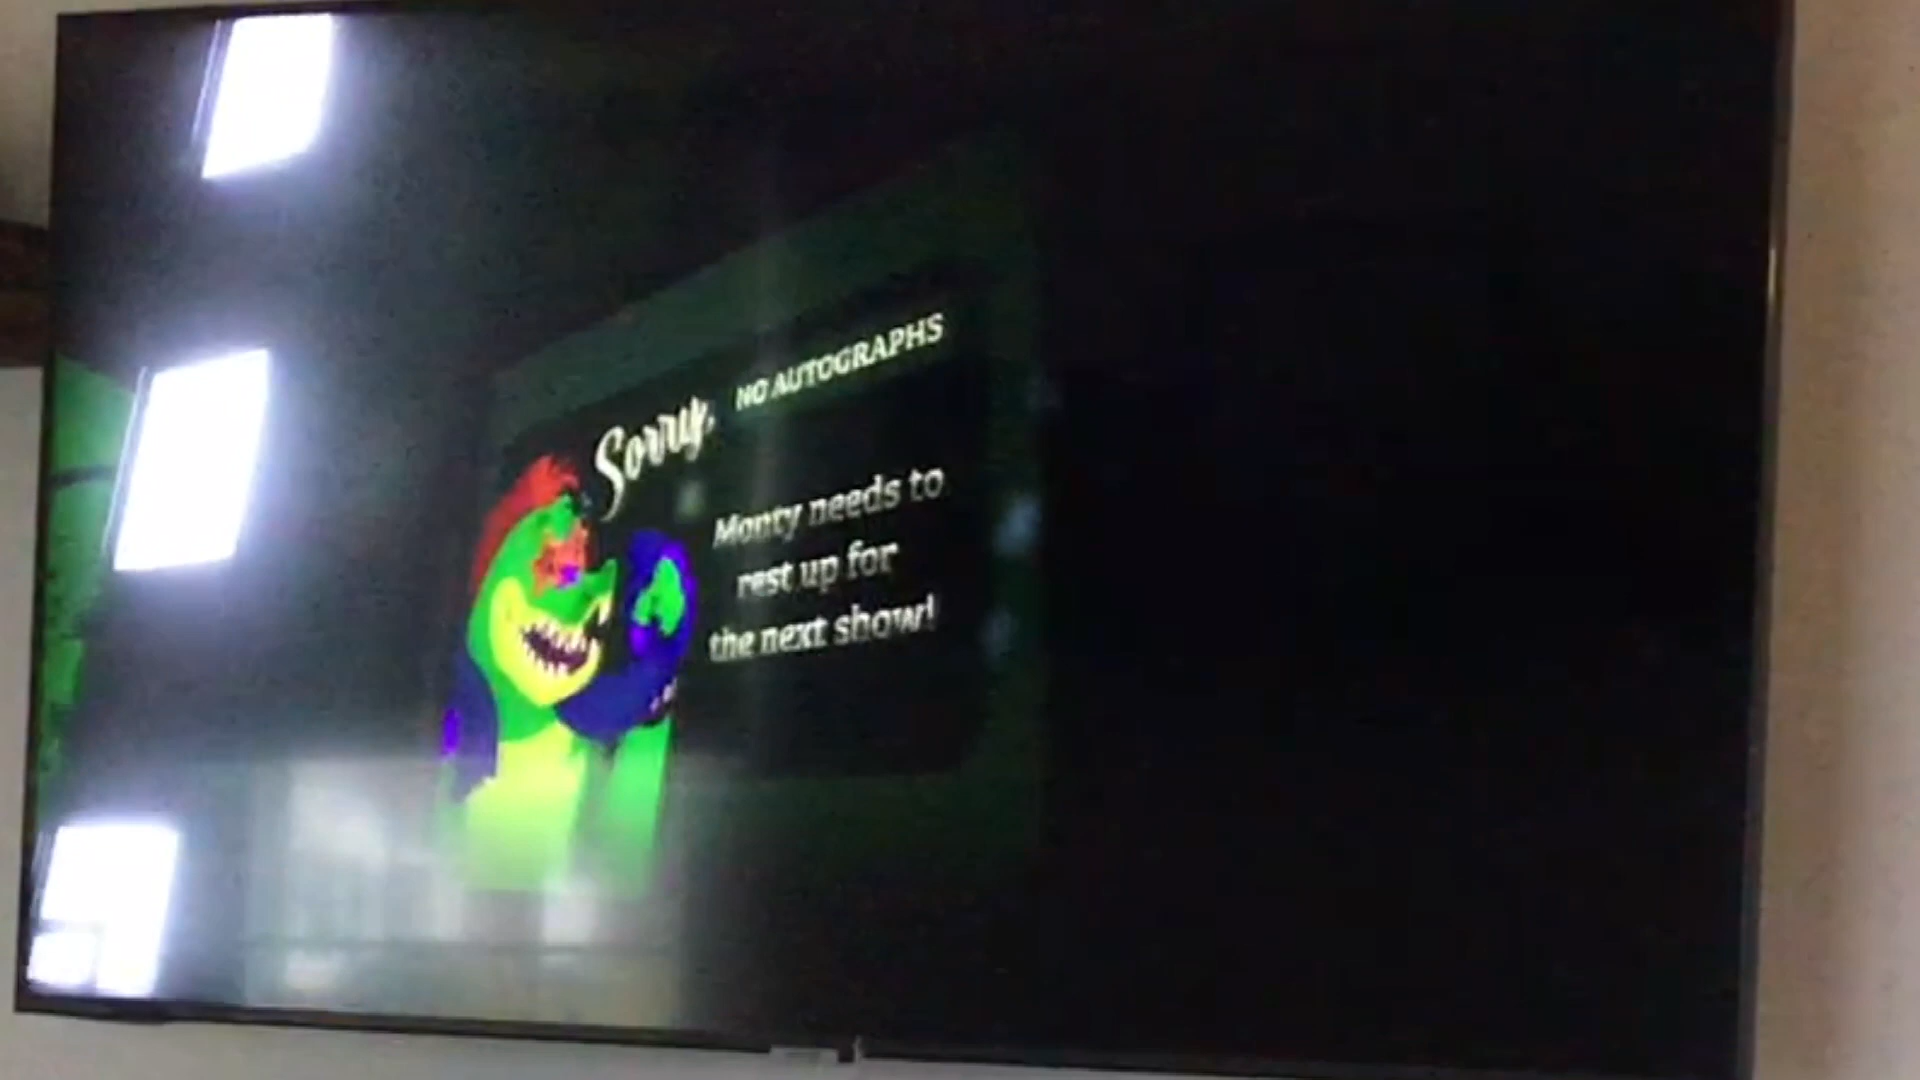 Sorry, NO AUTOGRAPHS
Monty needs to
rest up for
the next show!